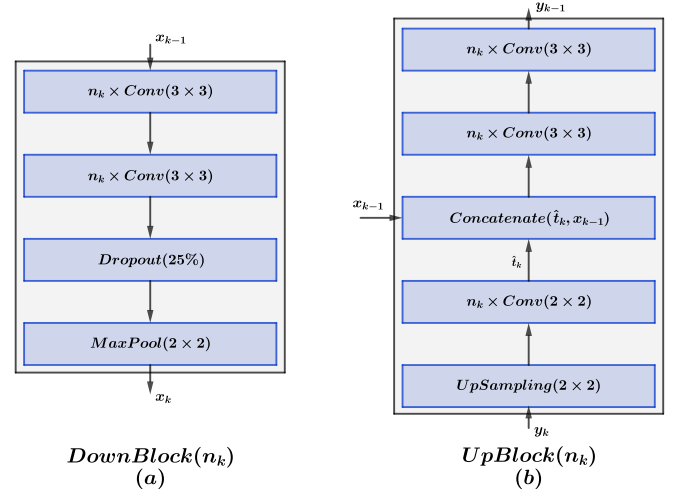 x_{k−1}
n_k × Conv(3 × 3)
n_k × Conv(3 × 3)
Dropout(25%)
MaxPool(2 × 2)
x_k
DownBlock(n_k)
(a)
y_{k−1}
n_k × Conv(3 × 3)
n_k × Conv(3 × 3)
x_{k−1}
Concatenate(t̂_k, x_{k−1})
t̂_k
n_k × Conv(2 × 2)
UpSampling(2 × 2)
y_k
UpBlock(n_k)
(b)